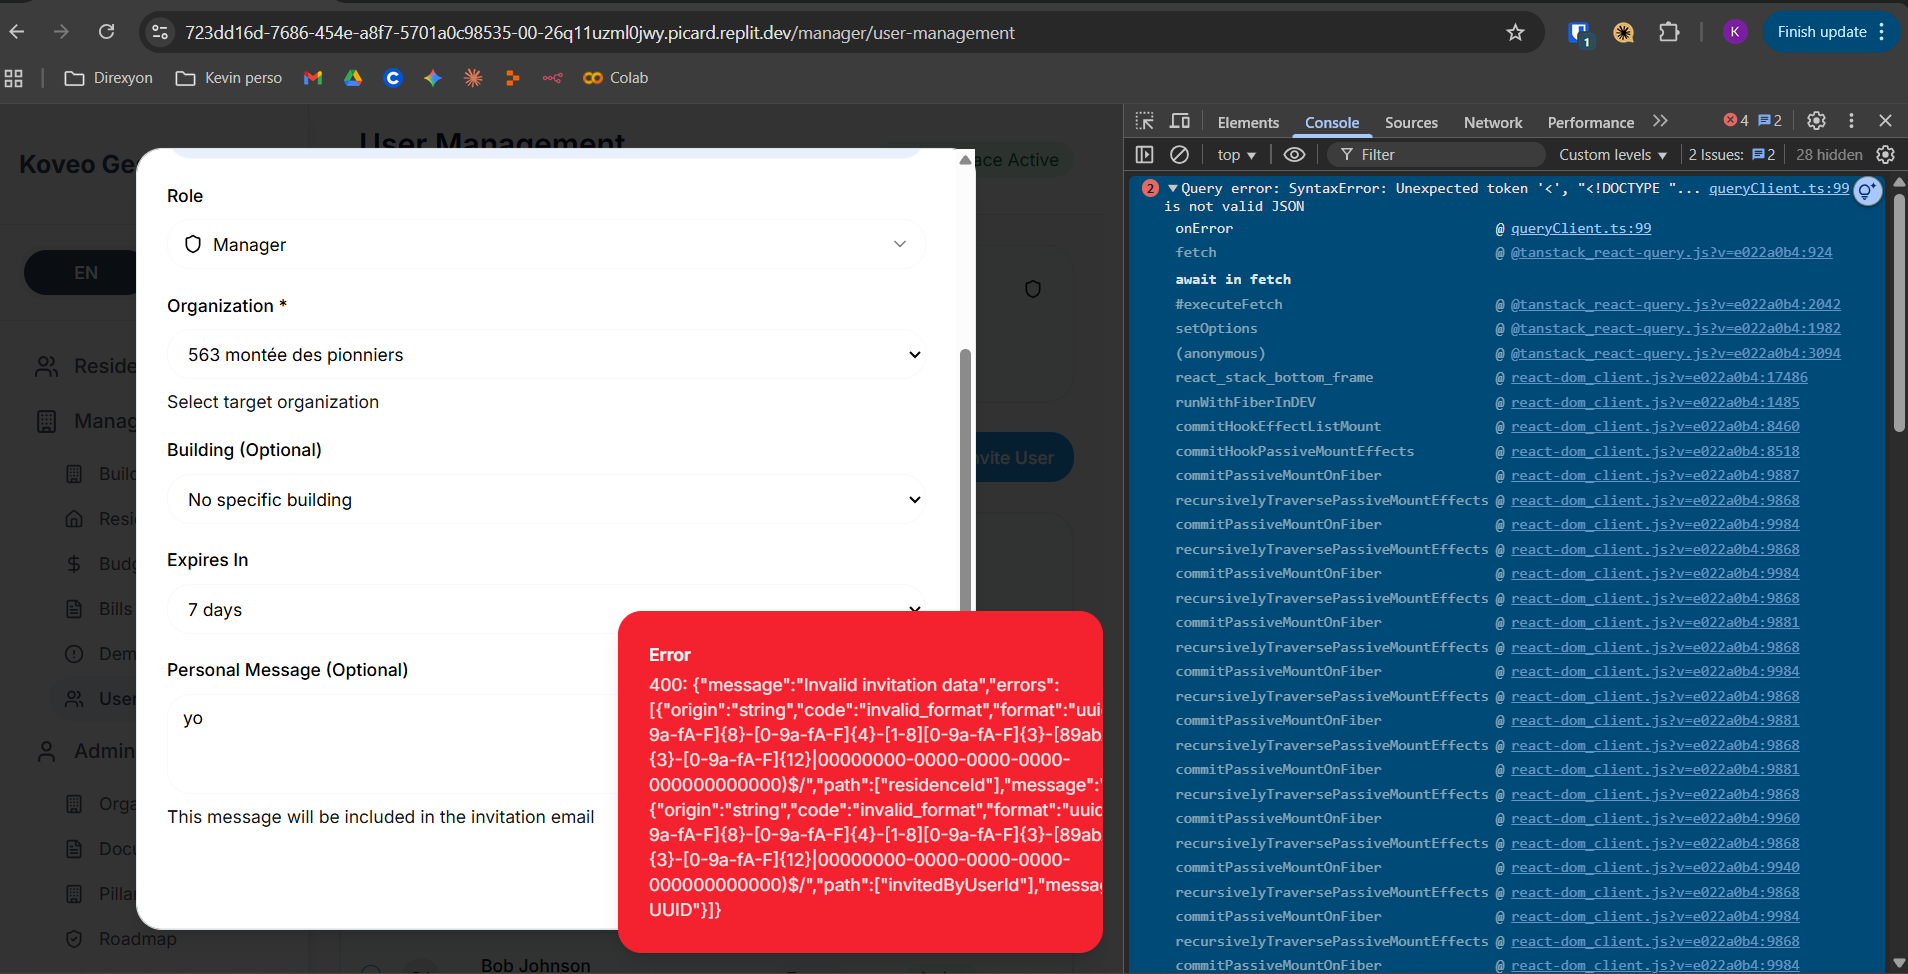 723dd16d-7686-454e-a8f7-5701a0c98535-00-26q11uzml0jwy.picard.replit.dev/manager/user-management
1
K
Finish update
Direxyon
Kevin perso
Colab
Koveo Ge
EN
Reside
Manag
Build
Resi
Budg
Bills
Dem
User
Admin
Orga
Docu
Pillar
Roadmap
User Management
ace Active
nvite User
Bob Johnson
Role
Manager
Organization *
563 montée des pionniers
Select target organization
Building (Optional)
No specific building
Expires In
7 days
Personal Message (Optional)
yo
This message will be included in the invitation email
Error
400: {"message":"Invalid invitation data","errors":
[{"origin":"string","code":"invalid_format","format":"uuid
9a-fA-F]{8}-[0-9a-fA-F]{4}-[1-8][0-9a-fA-F]{3}-[89ab
{3}-[0-9a-fA-F]{12}|00000000-0000-0000-0000-
000000000000)$/","path":["residenceId"],"message":"
{"origin":"string","code":"invalid_format","format":"uuid
9a-fA-F]{8}-[0-9a-fA-F]{4}-[1-8][0-9a-fA-F]{3}-[89ab
{3}-[0-9a-fA-F]{12}|00000000-0000-0000-0000-
000000000000)$/","path":["invitedByUserId"],"messag
UUID"}]}
Elements Console Sources Network Performance 4 2
top Filter Custom levels 2 Issues: 2 28 hidden
2 Query error: SyntaxError: Unexpected token '<', "<!DOCTYPE "... queryClient.ts:99
is not valid JSON
onError @ queryClient.ts:99
fetch @ @tanstack_react-query.js?v=e022a0b4:924
await in fetch
#executeFetch @ @tanstack_react-query.js?v=e022a0b4:2042
setOptions @ @tanstack_react-query.js?v=e022a0b4:1982
(anonymous) @ @tanstack_react-query.js?v=e022a0b4:3094
react_stack_bottom_frame @ react-dom_client.js?v=e022a0b4:17486
runWithFiberInDEV @ react-dom_client.js?v=e022a0b4:1485
commitHookEffectListMount @ react-dom_client.js?v=e022a0b4:8460
commitHookPassiveMountEffects @ react-dom_client.js?v=e022a0b4:8518
commitPassiveMountOnFiber @ react-dom_client.js?v=e022a0b4:9887
recursivelyTraversePassiveMountEffects @ react-dom_client.js?v=e022a0b4:9868
commitPassiveMountOnFiber @ react-dom_client.js?v=e022a0b4:9984
recursivelyTraversePassiveMountEffects @ react-dom_client.js?v=e022a0b4:9868
commitPassiveMountOnFiber @ react-dom_client.js?v=e022a0b4:9984
recursivelyTraversePassiveMountEffects @ react-dom_client.js?v=e022a0b4:9868
commitPassiveMountOnFiber @ react-dom_client.js?v=e022a0b4:9881
recursivelyTraversePassiveMountEffects @ react-dom_client.js?v=e022a0b4:9868
commitPassiveMountOnFiber @ react-dom_client.js?v=e022a0b4:9984
recursivelyTraversePassiveMountEffects @ react-dom_client.js?v=e022a0b4:9868
commitPassiveMountOnFiber @ react-dom_client.js?v=e022a0b4:9881
recursivelyTraversePassiveMountEffects @ react-dom_client.js?v=e022a0b4:9868
commitPassiveMountOnFiber @ react-dom_client.js?v=e022a0b4:9881
recursivelyTraversePassiveMountEffects @ react-dom_client.js?v=e022a0b4:9868
commitPassiveMountOnFiber @ react-dom_client.js?v=e022a0b4:9960
recursivelyTraversePassiveMountEffects @ react-dom_client.js?v=e022a0b4:9868
commitPassiveMountOnFiber @ react-dom_client.js?v=e022a0b4:9940
recursivelyTraversePassiveMountEffects @ react-dom_client.js?v=e022a0b4:9868
commitPassiveMountOnFiber @ react-dom_client.js?v=e022a0b4:9984
recursivelyTraversePassiveMountEffects @ react-dom_client.js?v=e022a0b4:9868
commitPassiveMountOnFiber @ react-dom_client.js?v=e022a0b4:9984